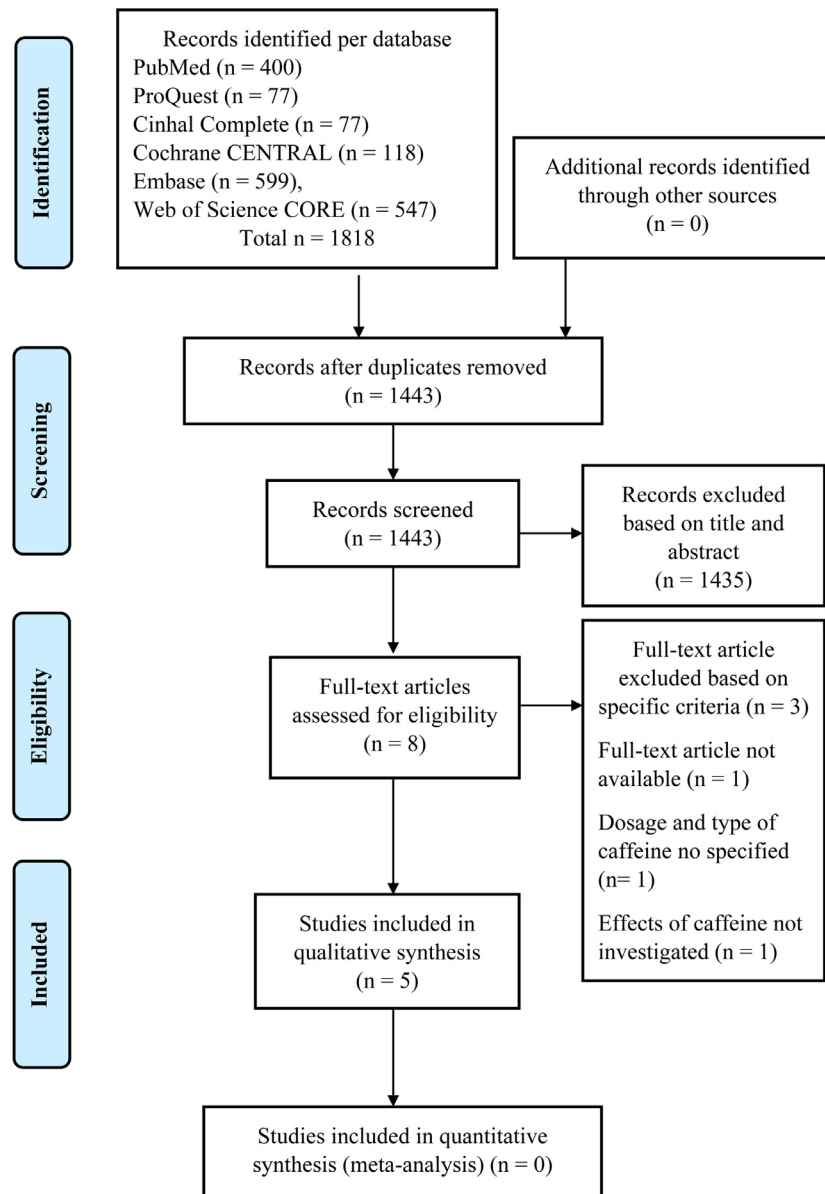 Identification
Records identified per database
PubMed (n = 400)
ProQuest (n = 77)
Cinhal Complete (n = 77)
Cochrane CENTRAL (n = 118)
Embase (n = 599),
Web of Science CORE (n = 547)
Total n = 1818
Additional records identified
through other sources
(n = 0)
Screening
Records after duplicates removed
(n = 1443)
Records screened
(n = 1443)
Records excluded
based on title and
abstract
(n = 1435)
Eligibility
Full-text articles
assessed for eligibility
(n = 8)
Full-text article
excluded based on
specific criteria (n = 3)
Full-text article not
available (n = 1)
Dosage and type of
caffeine no specified
(n= 1)
Effects of caffeine not
investigated (n = 1)
Included
Studies included in
qualitative synthesis
(n = 5)
Studies included in quantitative
synthesis (meta-analysis) (n = 0)